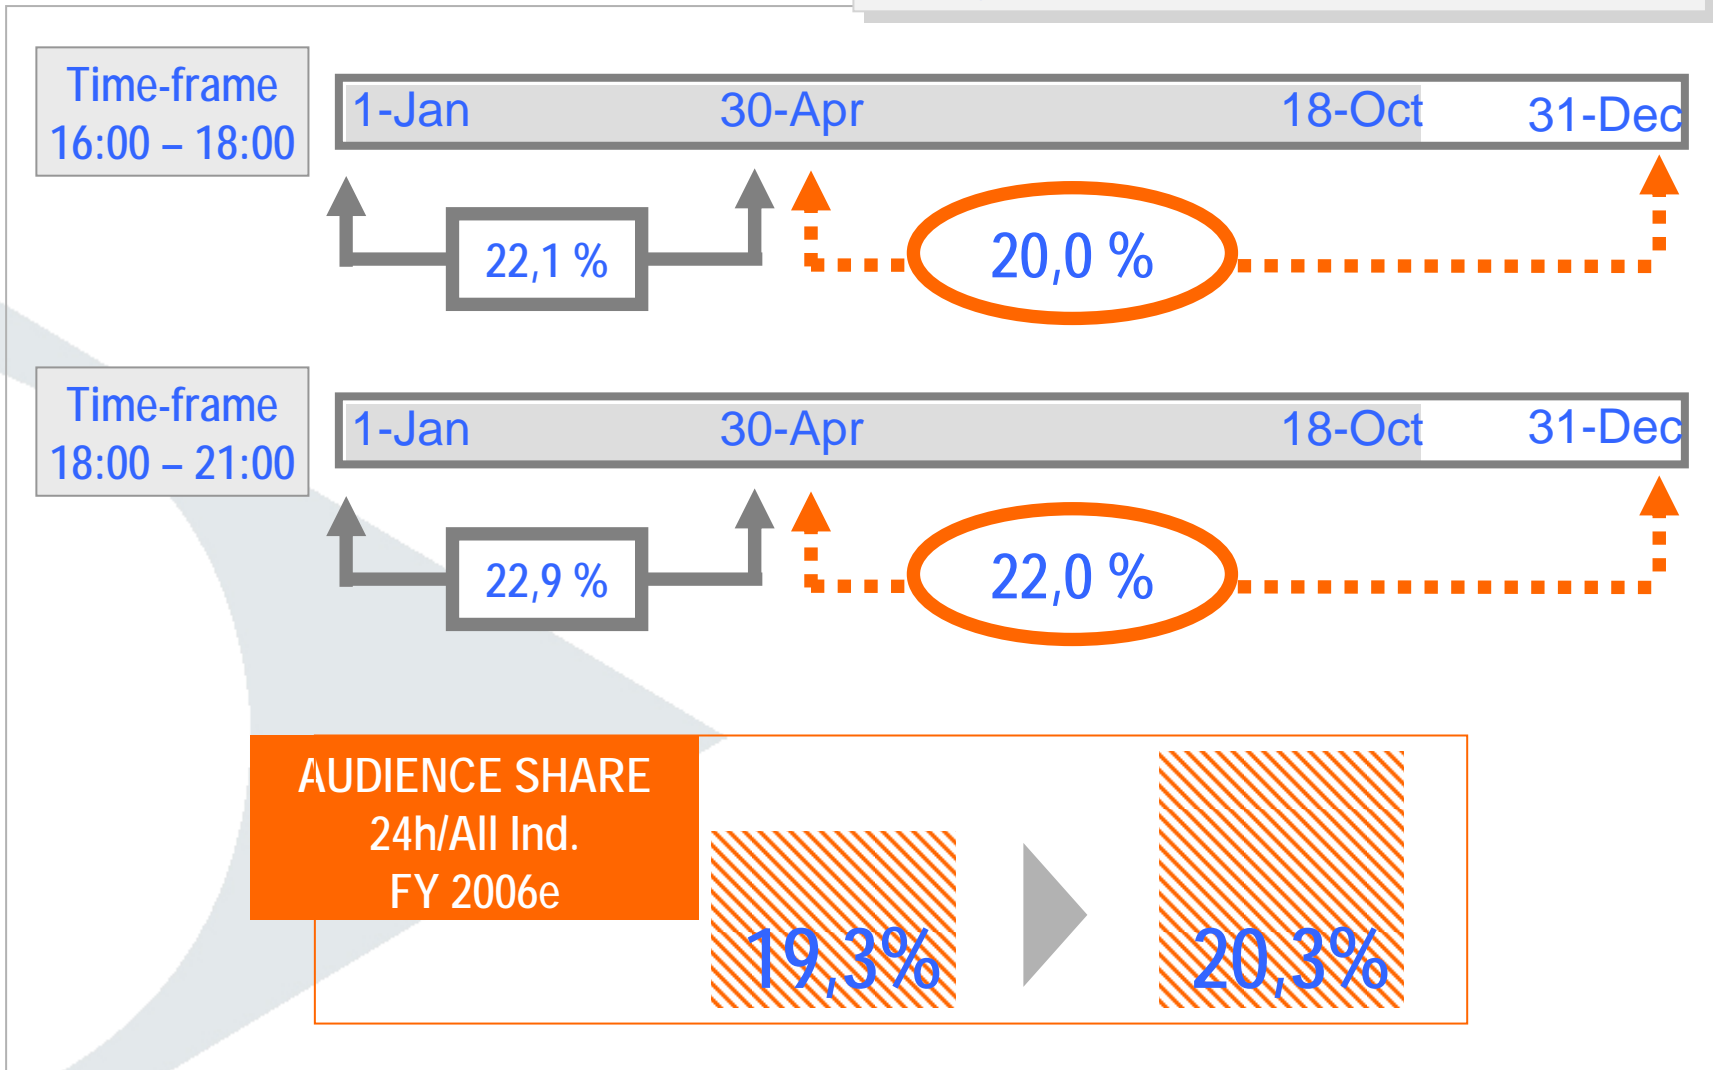 Time-frame
16:00 – 18:00
1-Jan 30-Apr 18-Oct 31-Dec
22,1 % 20,0 %
Time-frame
18:00 – 21:00
1-Jan 30-Apr 18-Oct 31-Dec
22,9 % 22,0 %
AUDIENCE SHARE
24h/All Ind.
FY 2006e
19,3% 20,3%